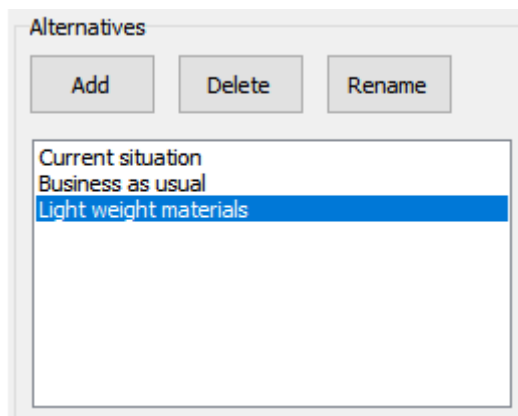 Alternatives
Add Delete Rename
Current situation
Business as usual
Light weight materials